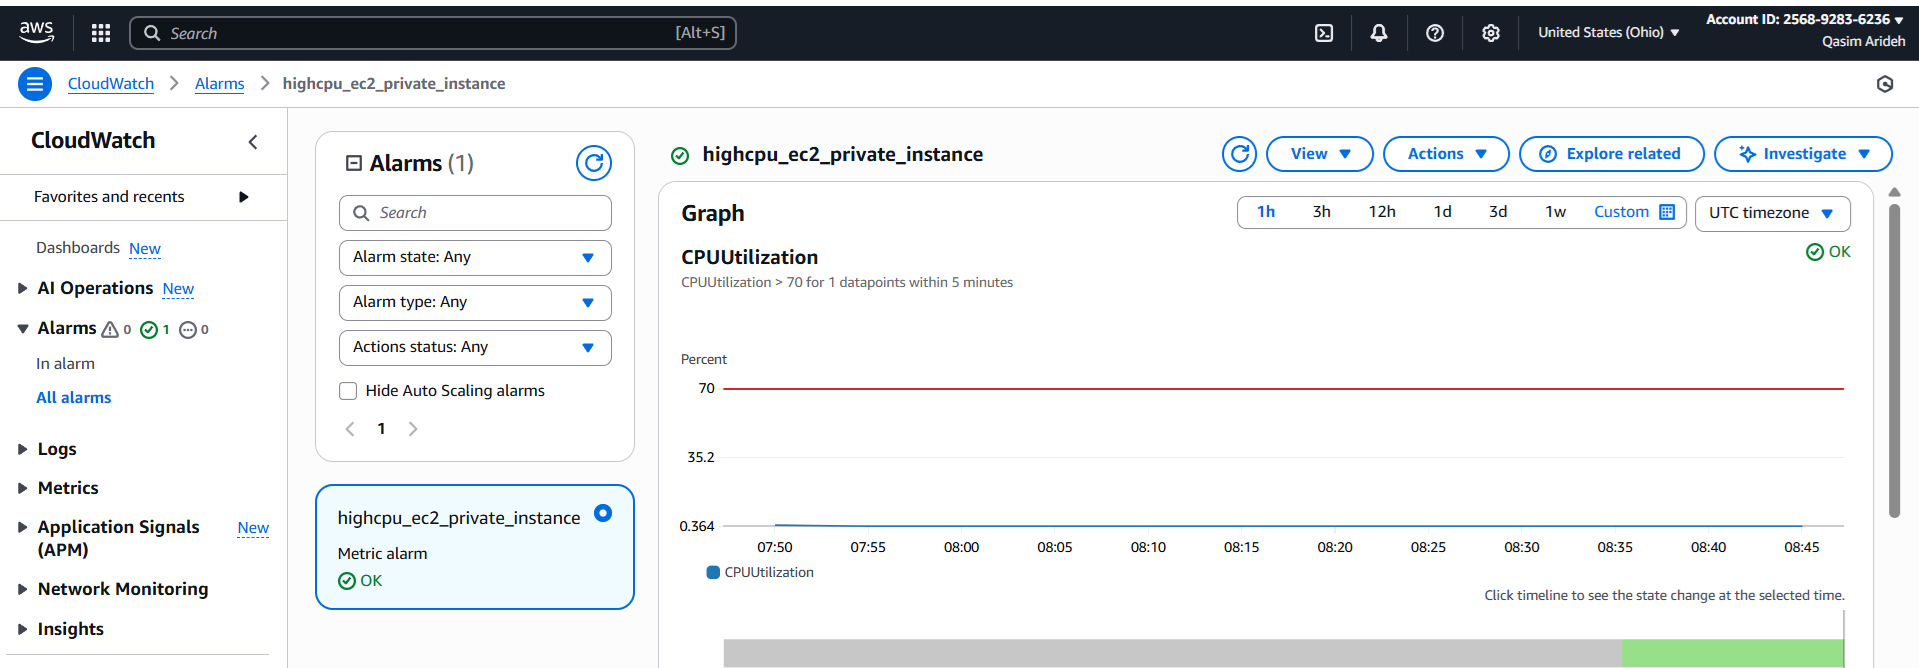 aws
Search
[Alt+S]
United States (Ohio)
Account ID: 2568-9283-6236
Qasim Arideh
CloudWatch
Alarms
highcpu_ec2_private_instance
CloudWatch
Favorites and recents
Dashboards New
AI Operations New
Alarms 0 1 0
In alarm
All alarms
Logs
Metrics
Application Signals (APM) New
Network Monitoring
Insights
Alarms (1)
Search
Alarm state: Any
Alarm type: Any
Actions status: Any
Hide Auto Scaling alarms
1
highcpu_ec2_private_instance
Metric alarm
OK
highcpu_ec2_private_instance
View
Actions
Explore related
Investigate
Graph
1h 3h 12h 1d 3d 1w Custom
UTC timezone
CPUUtilization
OK
CPUUtilization > 70 for 1 datapoints within 5 minutes
Percent
70
35.2
0.364
07:50 07:55 08:00 08:05 08:10 08:15 08:20 08:25 08:30 08:35 08:40 08:45
CPUUtilization
Click timeline to see the state change at the selected time.